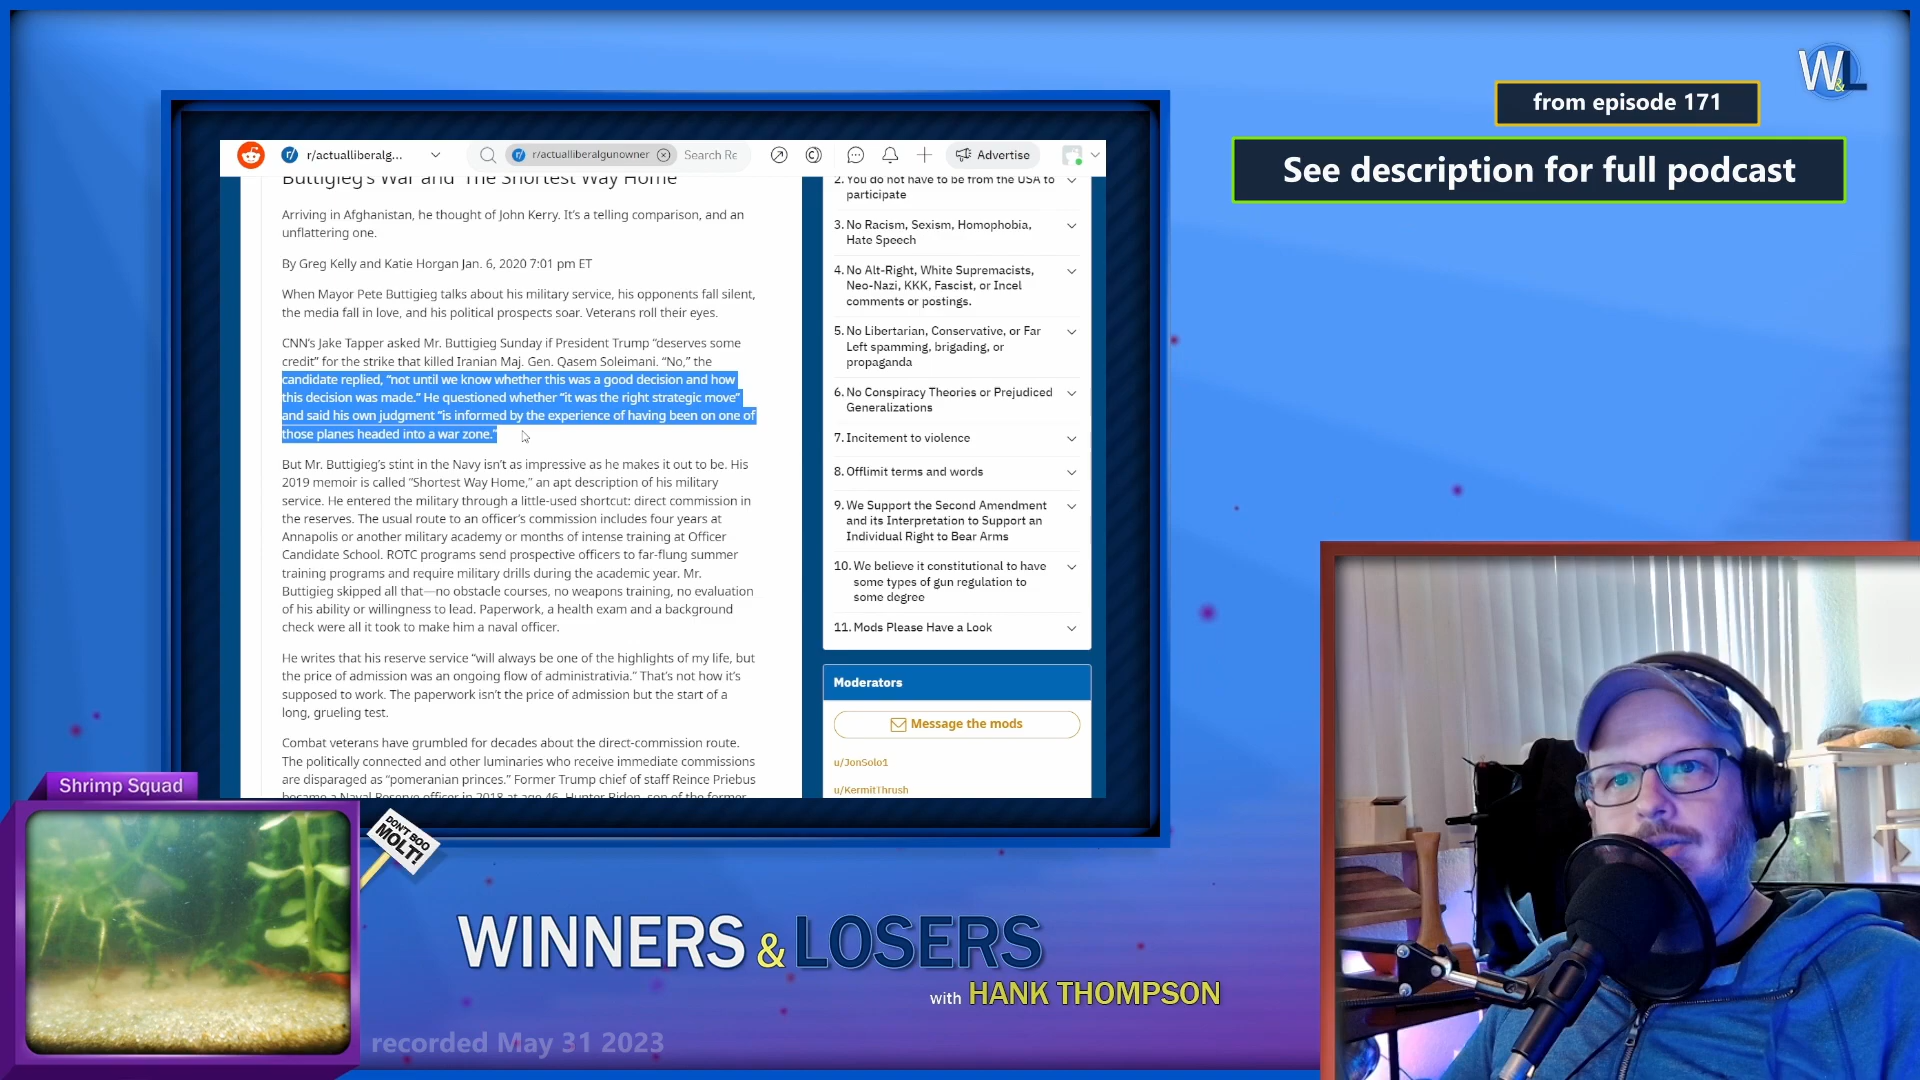 W&L
from episode 171
See description for full podcast
r/actualliberalg...
r/actualliberalgunowner
Search Re
Advertise
Buttigieg's War and 'The Shortest Way Home'
Arriving in Afghanistan, he thought of John Kerry. It's a telling comparison, and an
unflattering one.
By Greg Kelly and Katie Horgan Jan. 6, 2020 7:01 pm ET
When Mayor Pete Buttigieg talks about his military service, his opponents fall silent,
the media fall in love, and his political prospects soar. Veterans roll their eyes.
CNN's Jake Tapper asked Mr. Buttigieg Sunday if President Trump “deserves some
credit” for the strike that killed Iranian Maj. Gen. Qasem Soleimani. “No,” the
candidate replied, “not until we know whether this was a good decision and how
this decision was made.” He questioned whether “it was the right strategic move”
and said his own judgment “is informed by the experience of having been on one of
those planes headed into a war zone.”
But Mr. Buttigieg's stint in the Navy isn't as impressive as he makes it out to be. His
2019 memoir is called “Shortest Way Home,” an apt description of his military
service. He entered the military through a little-used shortcut: direct commission in
the reserves. The usual route to an officer's commission includes four years at
Annapolis or another military academy or months of intense training at Officer
Candidate School. ROTC programs send prospective officers to far-flung summer
training programs and require military drills during the academic year. Mr.
Buttigieg skipped all that—no obstacle courses, no weapons training, no evaluation
of his ability or willingness to lead. Paperwork, a health exam and a background
check were all it took to make him a naval officer.
He writes that his reserve service “will always be one of the highlights of my life, but
the price of admission was an ongoing flow of administrativia.” That's not how it's
supposed to work. The paperwork isn't the price of admission but the start of a
long, grueling test.
Combat veterans have grumbled for decades about the direct-commission route.
The politically connected and other luminaries who receive immediate commissions
are disparaged as “pomeranian princes.” Former Trump chief of staff Reince Priebus
became a Naval Reserve officer in 2018 at age 46. Hunter Biden, son of the former
2. You do not have to be from the USA to
participate
3. No Racism, Sexism, Homophobia,
Hate Speech
4. No Alt-Right, White Supremacists,
Neo-Nazi, KKK, Fascist, or Incel
comments or postings.
5. No Libertarian, Conservative, or Far
Left spamming, brigading, or
propaganda
6. No Conspiracy Theories or Prejudiced
Generalizations
7. Incitement to violence
8. Offlimit terms and words
9. We Support the Second Amendment
and its Interpretation to Support an
Individual Right to Bear Arms
10. We believe it constitutional to have
some types of gun regulation to
some degree
11. Mods Please Have a Look
Moderators
Message the mods
u/JonSolo1
u/KermitThrush
Shrimp Squad
DON'T BOO
MOLT!
WINNERS & LOSERS
with HANK THOMPSON
recorded May 31 2023